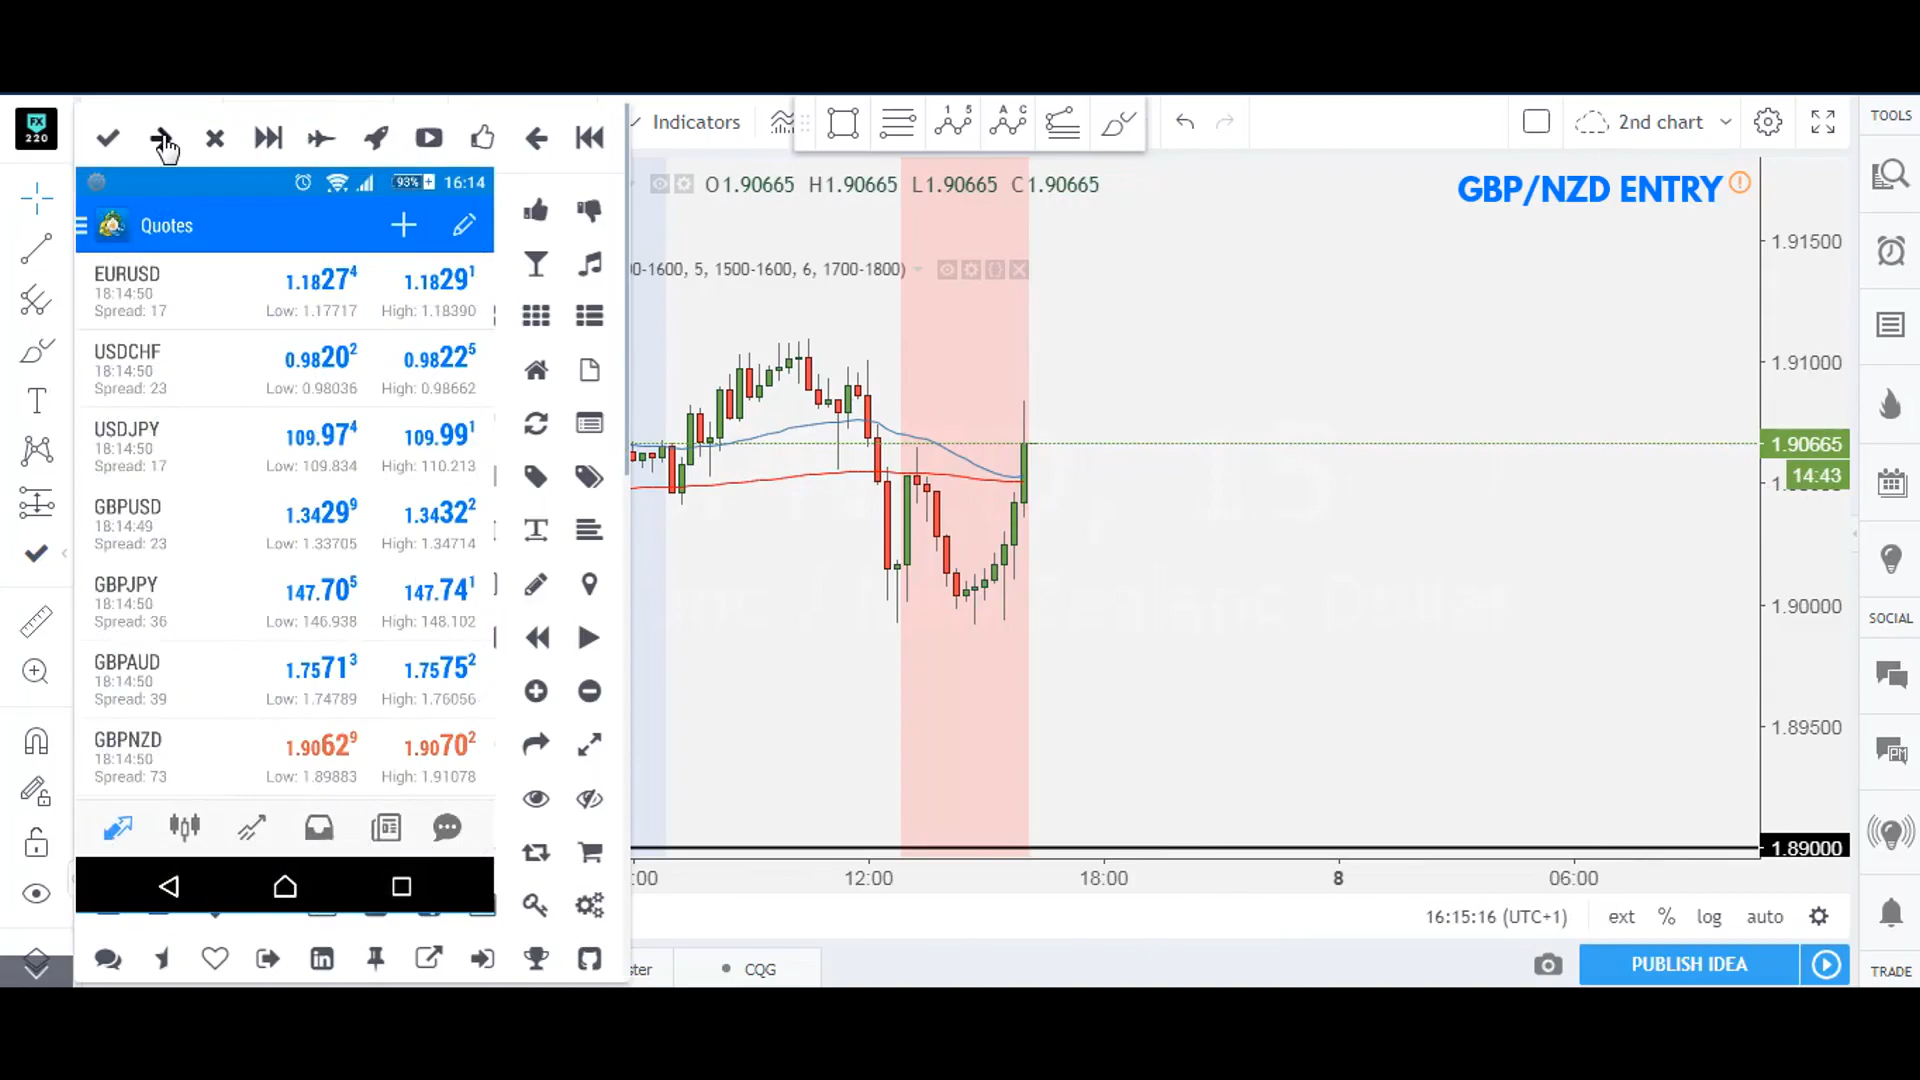 FX
220
Indicators
1 5
A C
2nd chart
TOOLS
93%
16:14
Quotes
O1.90665 H1.90665 L1.90665 C1.90665
GBP/NZD ENTRY
0-1600, 5, 1500-1600, 6, 1700-1800)
EURUSD
18:14:50
Spread: 17
1.18274
1.18291
Low: 1.17717
High: 1.18390
USDCHF
18:14:50
Spread: 23
0.98202
0.98225
Low: 0.98036
High: 0.98662
USDJPY
18:14:50
Spread: 17
109.974
109.991
Low: 109.834
High: 110.213
GBPUSD
18:14:49
Spread: 23
1.34299
1.34322
Low: 1.33705
High: 1.34714
GBPJPY
18:14:50
Spread: 36
147.705
147.741
Low: 146.938
High: 148.102
GBPAUD
18:14:50
Spread: 39
1.75713
1.75752
Low: 1.74789
High: 1.76056
GBPNZD
18:14:50
Spread: 73
1.90629
1.90702
Low: 1.89883
High: 1.91078
1.91500
1.91000
1.90665
14:43
1.90000
1.89500
1.89000
SOCIAL
PM
:00
12:00
18:00
8
06:00
16:15:16 (UTC+1)
ext
%
log
auto
ster
CQG
PUBLISH IDEA
TRADE